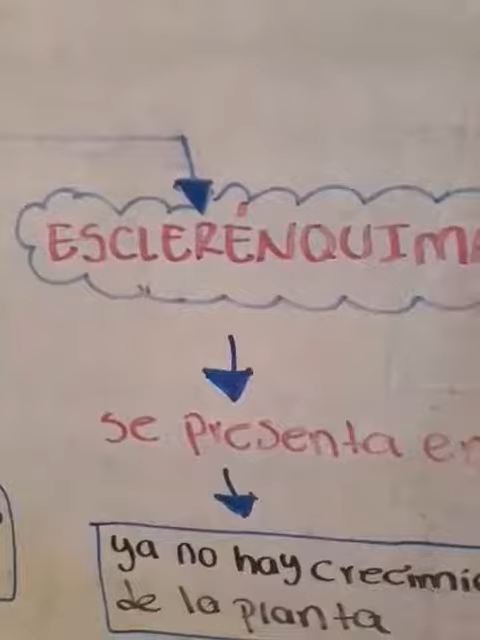 ESCLERÉNQUIMA
se presenta en
ya no hay crecimie
de la planta